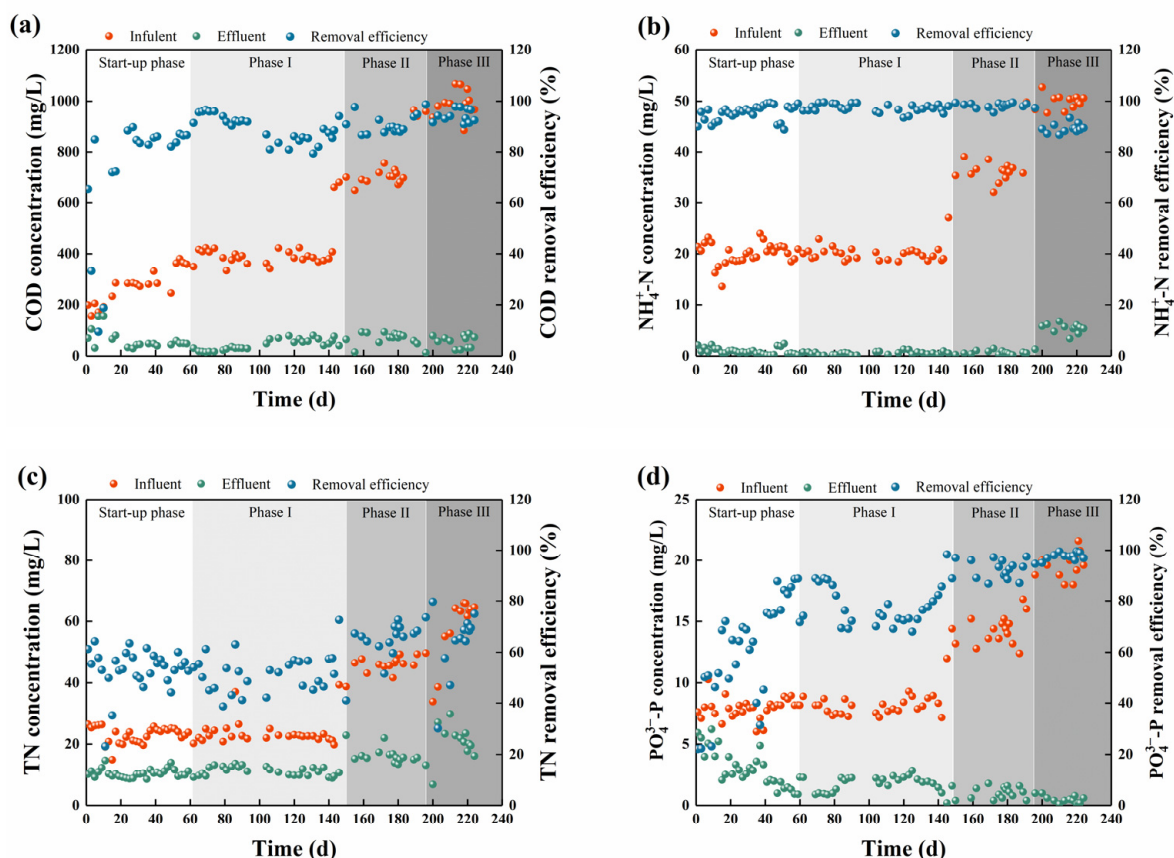 (a)
Infulent Effluent Removal efficiency
1200
1000
800
600
400
200
0
Start-up phase Phase I Phase II Phase III
120
100
80
60
40
20
0
COD concentration (mg/L)
COD removal efficiency (%)
0 20 40 60 80 100 120 140 160 180 200 220 240
Time (d)
(b)
Infulent Effluent Removal efficiency
60
50
40
30
20
10
0
Start-up phase Phase I Phase II Phase III
120
100
80
60
40
20
0
NH₄⁺-N concentration (mg/L)
NH₄⁺-N removal efficiency (%)
0 20 40 60 80 100 120 140 160 180 200 220 240
Time (d)
(c)
Influent Effluent Removal efficiency
100
80
60
40
20
0
Start-up phase Phase I Phase II Phase III
120
100
80
60
40
20
0
TN concentration (mg/L)
TN removal efficiency (%)
0 20 40 60 80 100 120 140 160 180 200 220 240
Time (d)
(d)
Influent Effluent Removal efficiency
25
20
15
10
5
0
Start-up phase Phase I Phase II Phase III
120
100
80
60
40
20
0
PO₄³⁻-P concentration (mg/L)
PO₄³⁻-P removal efficiency (%)
0 20 40 60 80 100 120 140 160 180 200 220 240
Time (d)